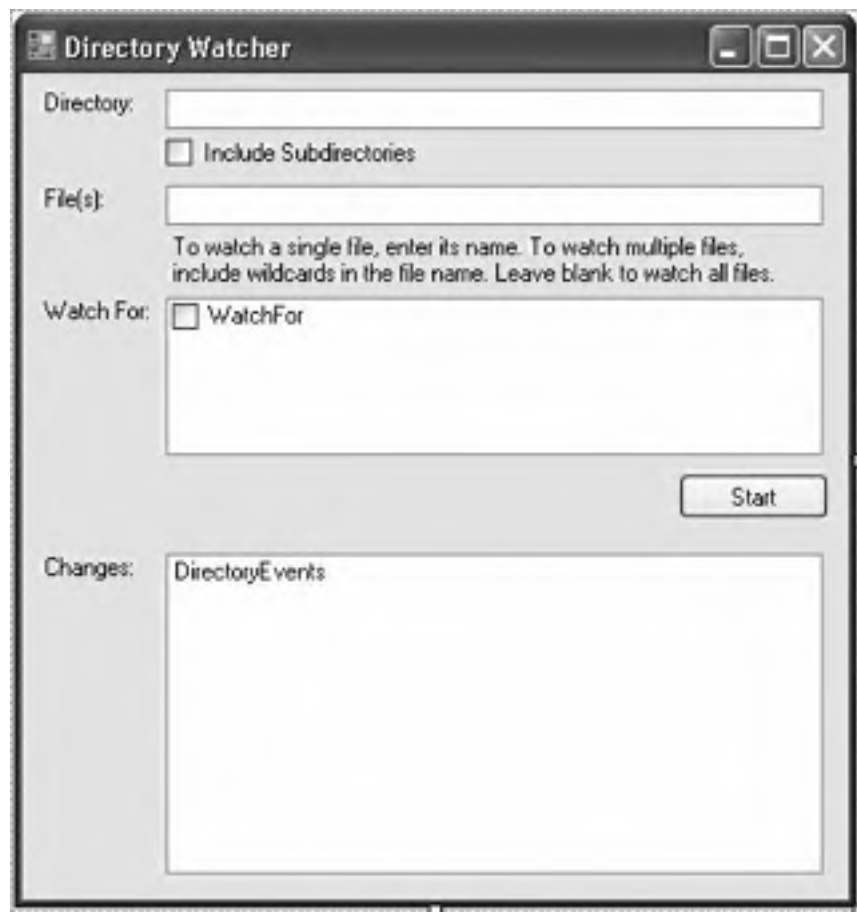 Directory Watcher
Directory:
Include Subdirectories
File(s):
To watch a single file, enter its name. To watch multiple files,
include wildcards in the file name. Leave blank to watch all files.
Watch For:
WatchFor
Start
Changes:
DirectoryEvents